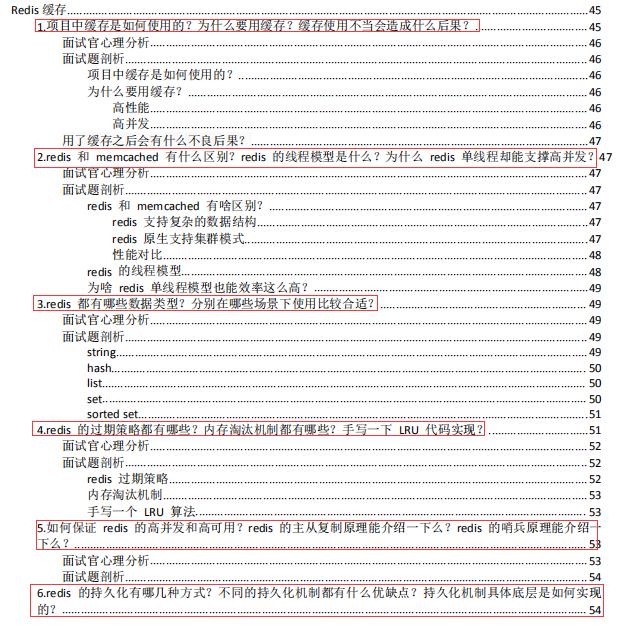 Redis 缓存 45
1.项目中缓存是如何使用的？为什么要用缓存？缓存使用不当会造成什么后果？ 45
面试官心理分析 46
面试题剖析 46
项目中缓存是如何使用的？ 46
为什么要用缓存？ 46
高性能 46
高并发 46
用了缓存之后会有什么不良后果？ 47
2.redis 和 memcached 有什么区别？redis 的线程模型是什么？为什么 redis 单线程却能支撑高并发？ 47
面试官心理分析 47
面试题剖析 47
redis 和 memcached 有啥区别？ 47
redis 支持复杂的数据结构 47
redis 原生支持集群模式 47
性能对比 48
redis 的线程模型 48
为啥 redis 单线程模型也能效率这么高？ 49
3.redis 都有哪些数据类型？分别在哪些场景下使用比较合适？ 49
面试官心理分析 49
面试题剖析 49
string 49
hash 50
list 50
set 50
sorted set 51
4.redis 的过期策略都有哪些？内存淘汰机制都有哪些？手写一下 LRU 代码实现？ 51
面试官心理分析 52
面试题剖析 52
redis 过期策略 52
内存淘汰机制 53
手写一个 LRU 算法 53
5.如何保证 redis 的高并发和高可用？redis 的主从复制原理能介绍一下么？redis 的哨兵原理能介绍一
下么？ 53
面试官心理分析 53
面试题剖析 54
6.redis 的持久化有哪几种方式？不同的持久化机制都有什么优缺点？持久化机制具体底层是如何实现
的？ 54